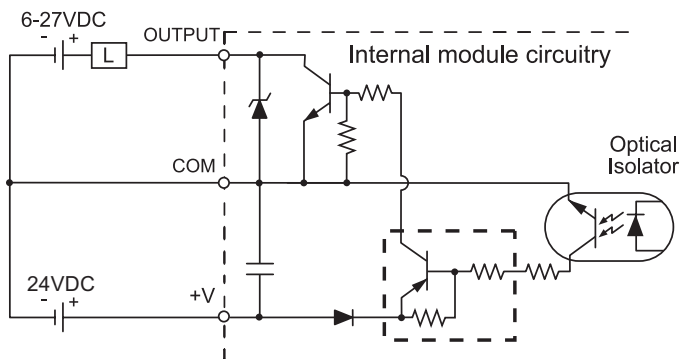 6-27VDC
- +
L
OUTPUT
Internal module circuitry
COM
Optical
Isolator
24VDC
- +
+V